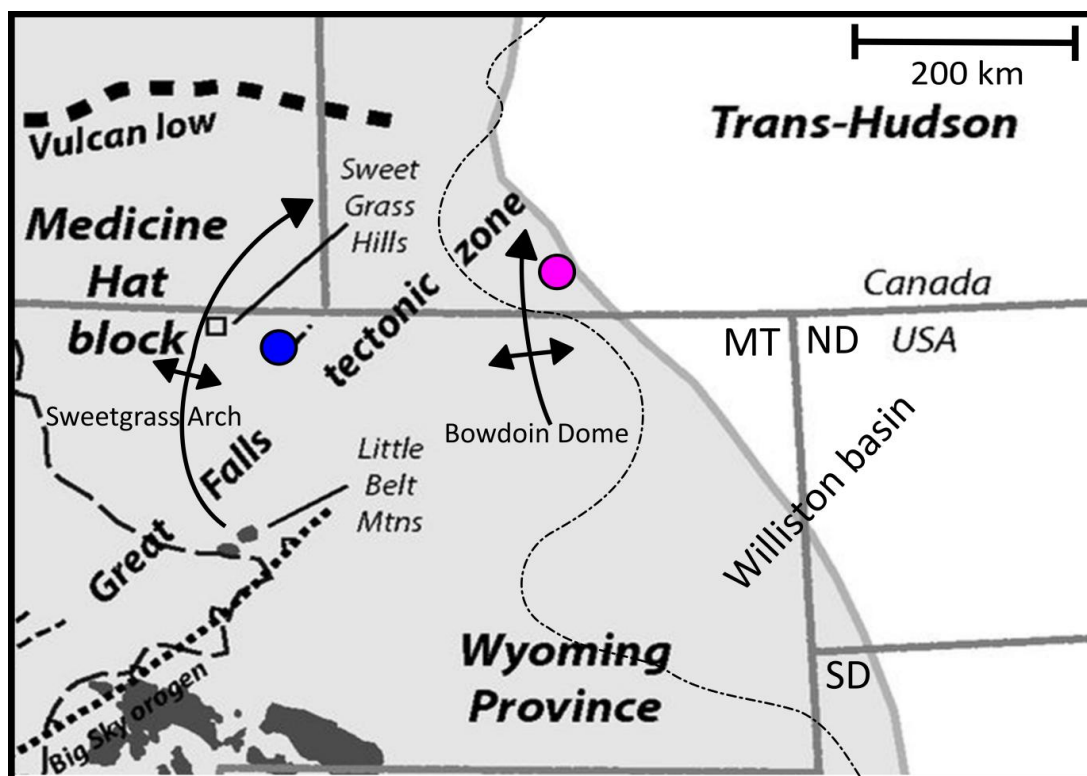 200 km
Trans-Hudson
Vulcan low
Sweet
Grass
Hills
Medicine
Hat
block
Great
Falls
tectonic
zone
Canada
USA
MT
ND
Sweetgrass Arch
Bowdoin Dome
Little
Belt
Mtns
Williston basin
Wyoming
Province
SD
Big Sky orogen